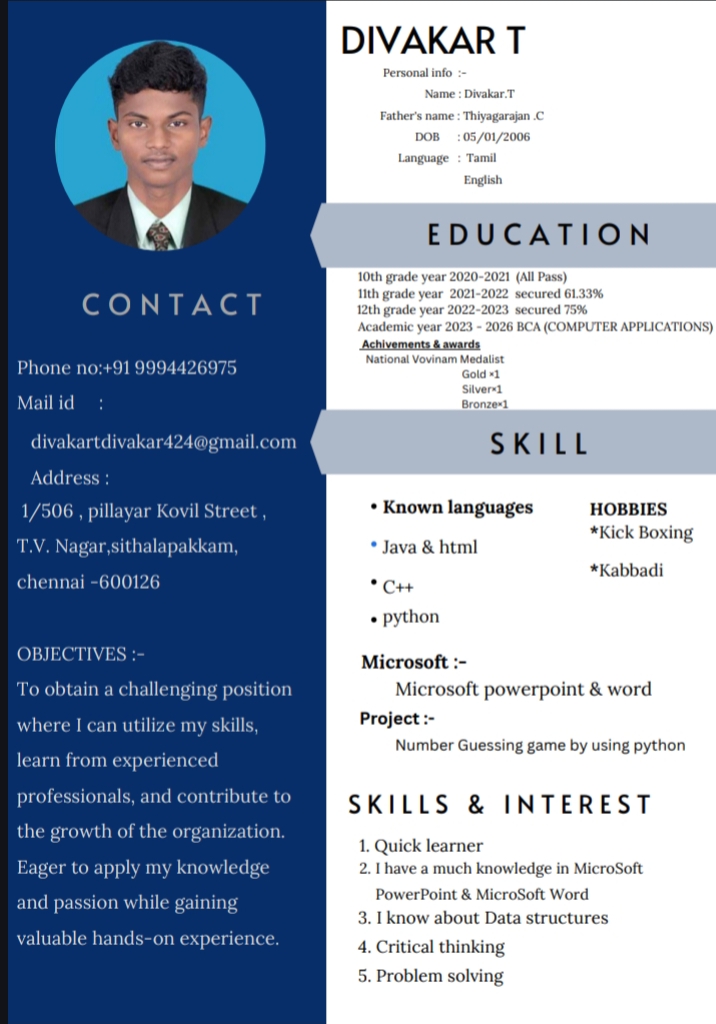 DIVAKAR T
Personal info :-
Name : Divakar.T
Father's name : Thiyagarajan .C
DOB : 05/01/2006
Language : Tamil
English
CONTACT
Phone no:+91 9994426975
Mail id :
divakartdivakar424@gmail.com
Address :
1/506 , pillayar Kovil Street ,
T.V. Nagar,sithalapakkam,
chennai -600126
OBJECTIVES :-
To obtain a challenging position
where I can utilize my skills,
learn from experienced
professionals, and contribute to
the growth of the organization.
Eager to apply my knowledge
and passion while gaining
valuable hands-on experience.
EDUCATION
10th grade year 2020-2021 (All Pass)
11th grade year 2021-2022 secured 61.33%
12th grade year 2022-2023 secured 75%
Academic year 2023 - 2026 BCA (COMPUTER APPLICATIONS)
Achivements & awards
National Vovinam Medalist
Gold ×1
Silver×1
Bronze×1
SKILL
• Known languages
• Java & html
• C++
• python
HOBBIES
*Kick Boxing
*Kabbadi
Microsoft :-
Microsoft powerpoint & word
Project :-
Number Guessing game by using python
SKILLS & INTEREST
1. Quick learner
2. I have a much knowledge in MicroSoft
PowerPoint & MicroSoft Word
3. I know about Data structures
4. Critical thinking
5. Problem solving